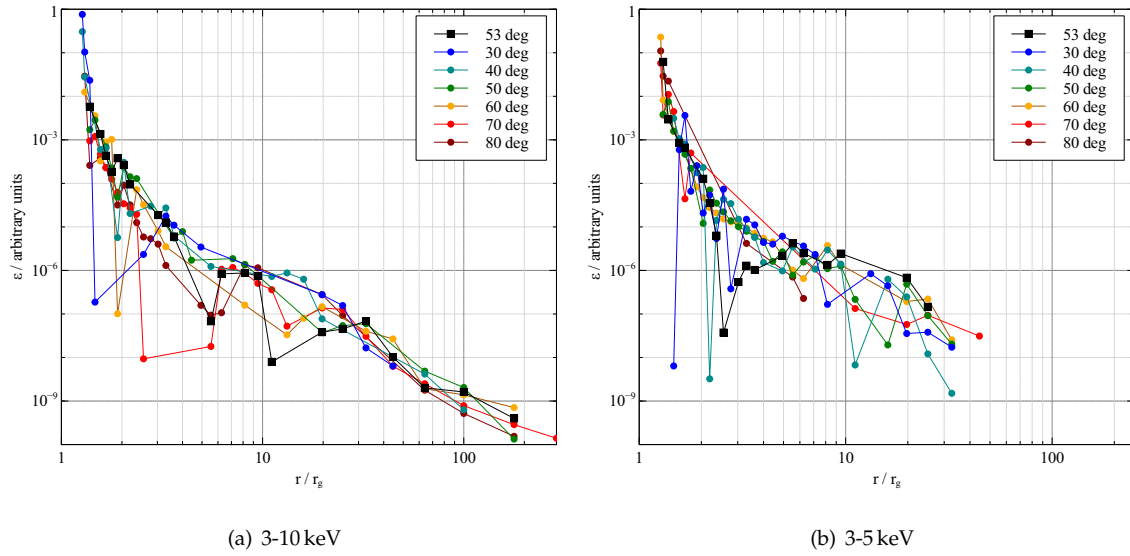 1
10⁻³
10⁻⁶
10⁻⁹
ε / arbitrary units
1
10
100
r / r_g
53 deg
30 deg
40 deg
50 deg
60 deg
70 deg
80 deg
(a) 3-10 keV
1
10⁻³
10⁻⁶
10⁻⁹
ε / arbitrary units
1
10
100
r / r_g
53 deg
30 deg
40 deg
50 deg
60 deg
70 deg
80 deg
(b) 3-5 keV